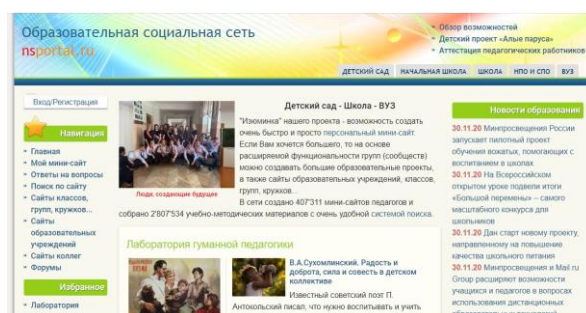 Образовательная социальная сеть
nsportal.ru
Обзор возможностей
Детский проект «Алые паруса»
Аттестация педагогических работников
ДЕТСКИЙ САД НАЧАЛЬНАЯ ШКОЛА ШКОЛА НПО И СПО ВУЗ
Вход/Регистрация
Навигация
Главная
Мой мини-сайт
Ответы на вопросы
Поиск по сайту
Сайты классов,
групп, кружков...
Сайты
образовательных
учреждений
Сайты коллег
Форумы
Избранное
Лаборатория
Люди, создающие будущее
Детский сад - Школа - ВУЗ
"Изюминка" нашего проекта - возможность создать
очень быстро и просто персональный мини-сайт.
Если Вам хочется большего, то на основе
расширяемой функциональности групп (сообществ)
можно создавать большие образовательные проекты,
а также сайты образовательных учреждений, классов,
групп, кружков...
В сети создано 407'311 мини-сайтов педагогов и
собрано 2'807'534 учебно-методических материалов с очень удобной системой поиска.
Лаборатория гуманной педагогики
В.А.Сухомлинский. Радость и
доброта, сила и совесть в детском
коллективе
Известный советский поэт П.
Антокольский писал, что нужно воспитывать и учить
Новости образования
30.11.20 Минпросвещения России
запускает пилотный проект
обучения вожатых, помогающих с
воспитанием в школах
30.11.20 На Всероссийском
открытом уроке подвели итоги
«Большой перемены» – самого
масштабного конкурса для
школьников
30.11.20 Дан старт новому проекту,
направленному на повышение
качества школьного питания
30.11.20 Минпросвещения и Mail.ru
Group расширяют возможности
учащихся и педагогов в вопросах
использования дистанционных